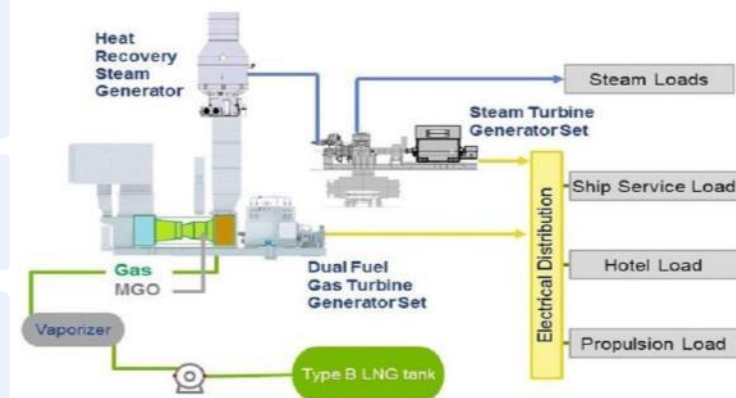 Heat
Recovery
Steam
Generator
Steam Loads
Steam Turbine
Generator Set
Ship Service Load
Electrical Distribution
Hotel Load
Propulsion Load
Dual Fuel
Gas Turbine
Generator Set
Gas
MGO
Vaporizer
Type B LNG tank